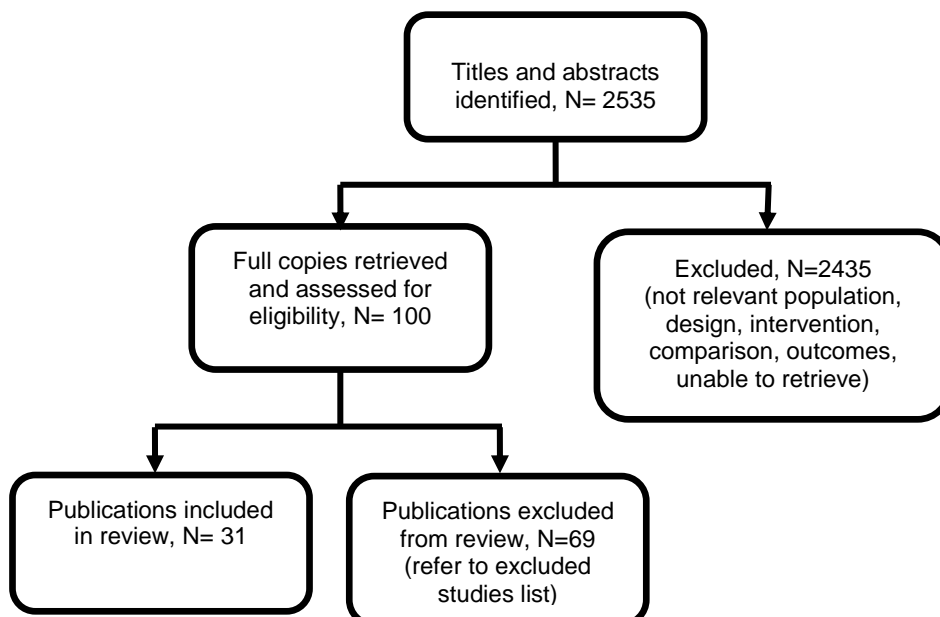 Titles and abstracts
identified, N= 2535
Full copies retrieved
and assessed for
eligibility, N= 100
Excluded, N=2435
(not relevant population,
design, intervention,
comparison, outcomes,
unable to retrieve)
Publications included
in review, N= 31
Publications excluded
from review, N=69
(refer to excluded
studies list)